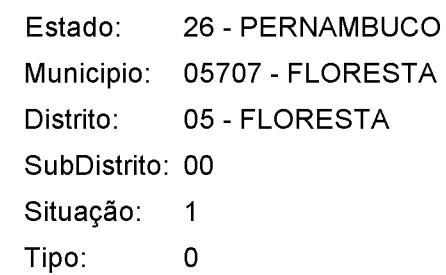 Estado: 26 - PERNAMBUCO
Municipio: 05707 - FLORESTA
Distrito: 05 - FLORESTA
SubDistrito: 00
Situação: 1
Tipo: 0